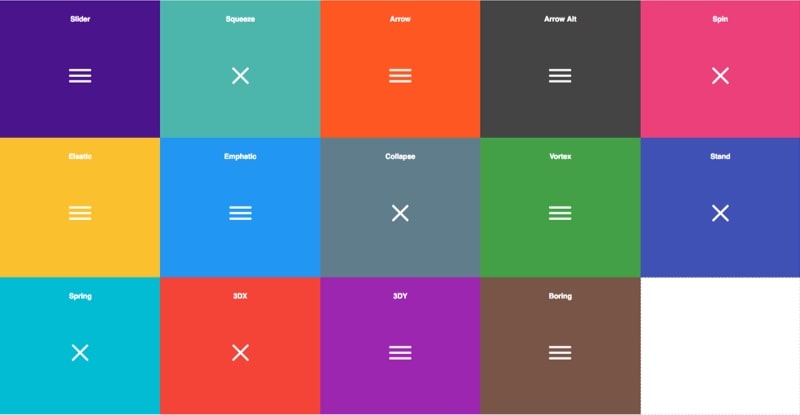 Slider
Squeeze
Arrow
Arrow Alt
Spin
Elastic
Emphatic
Collapse
Vortex
Stand
Spring
3DX
3DY
Boring